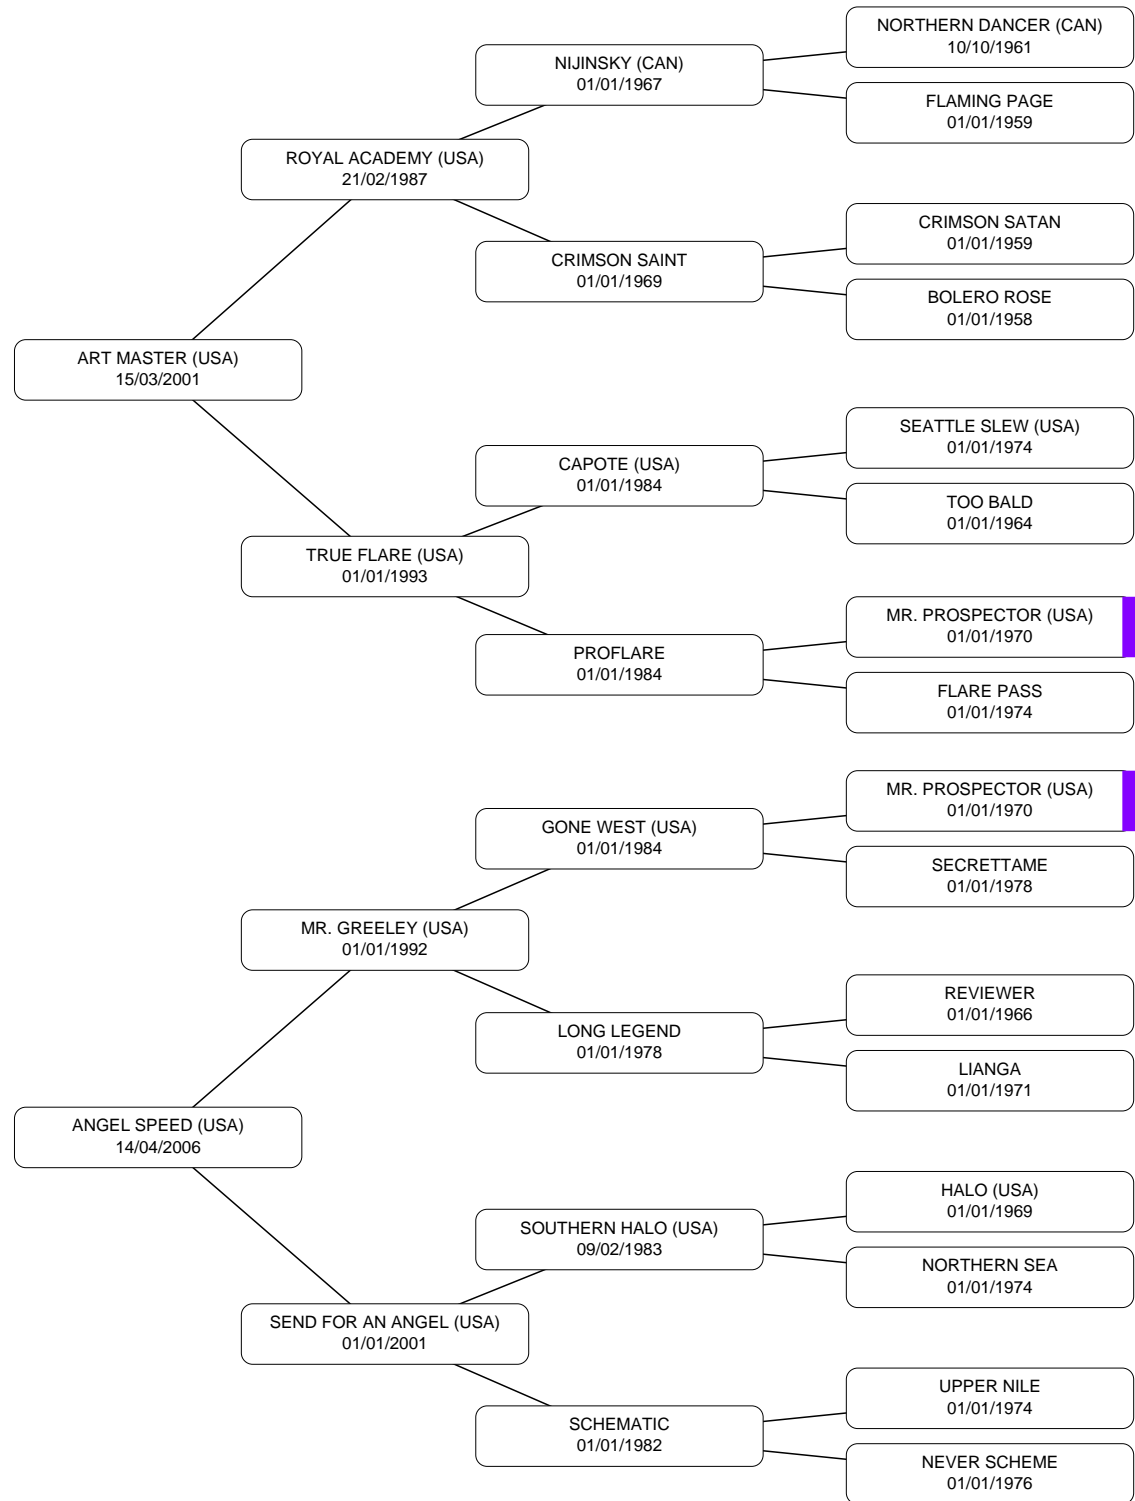 NORTHERN DANCER (CAN)
10/10/1961
NIJINSKY (CAN)
01/01/1967
FLAMING PAGE
01/01/1959
ROYAL ACADEMY (USA)
21/02/1987
CRIMSON SATAN
01/01/1959
CRIMSON SAINT
01/01/1969
BOLERO ROSE
01/01/1958
ART MASTER (USA)
15/03/2001
SEATTLE SLEW (USA)
01/01/1974
CAPOTE (USA)
01/01/1984
TOO BALD
01/01/1964
TRUE FLARE (USA)
01/01/1993
MR. PROSPECTOR (USA)
01/01/1970
PROFLARE
01/01/1984
FLARE PASS
01/01/1974
MR. PROSPECTOR (USA)
01/01/1970
GONE WEST (USA)
01/01/1984
SECRETTAME
01/01/1978
MR. GREELEY (USA)
01/01/1992
REVIEWER
01/01/1966
LONG LEGEND
01/01/1978
LIANGA
01/01/1971
ANGEL SPEED (USA)
14/04/2006
HALO (USA)
01/01/1969
SOUTHERN HALO (USA)
09/02/1983
NORTHERN SEA
01/01/1974
SEND FOR AN ANGEL (USA)
01/01/2001
UPPER NILE
01/01/1974
SCHEMATIC
01/01/1982
NEVER SCHEME
01/01/1976